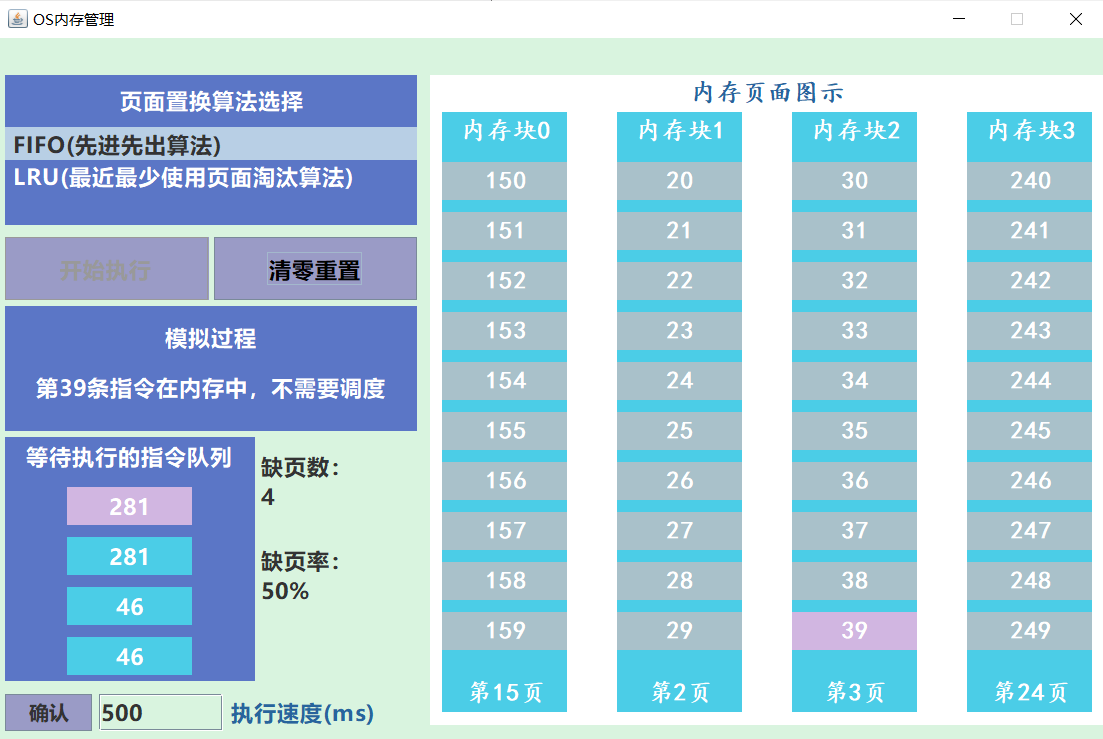 OS内存管理
页面置换算法选择
FIFO(先进先出算法)
LRU(最近最少使用页面淘汰算法)
开始执行 清零重置
模拟过程
第39条指令在内存中，不需要调度
等待执行的指令队列
281
281
46
46
缺页数：
4
缺页率：
50%
确认 500 执行速度(ms)
内存页面图示
内存块0 内存块1 内存块2 内存块3
150 20 30 240
151 21 31 241
152 22 32 242
153 23 33 243
154 24 34 244
155 25 35 245
156 26 36 246
157 27 37 247
158 28 38 248
159 29 39 249
第15页 第2页 第3页 第24页